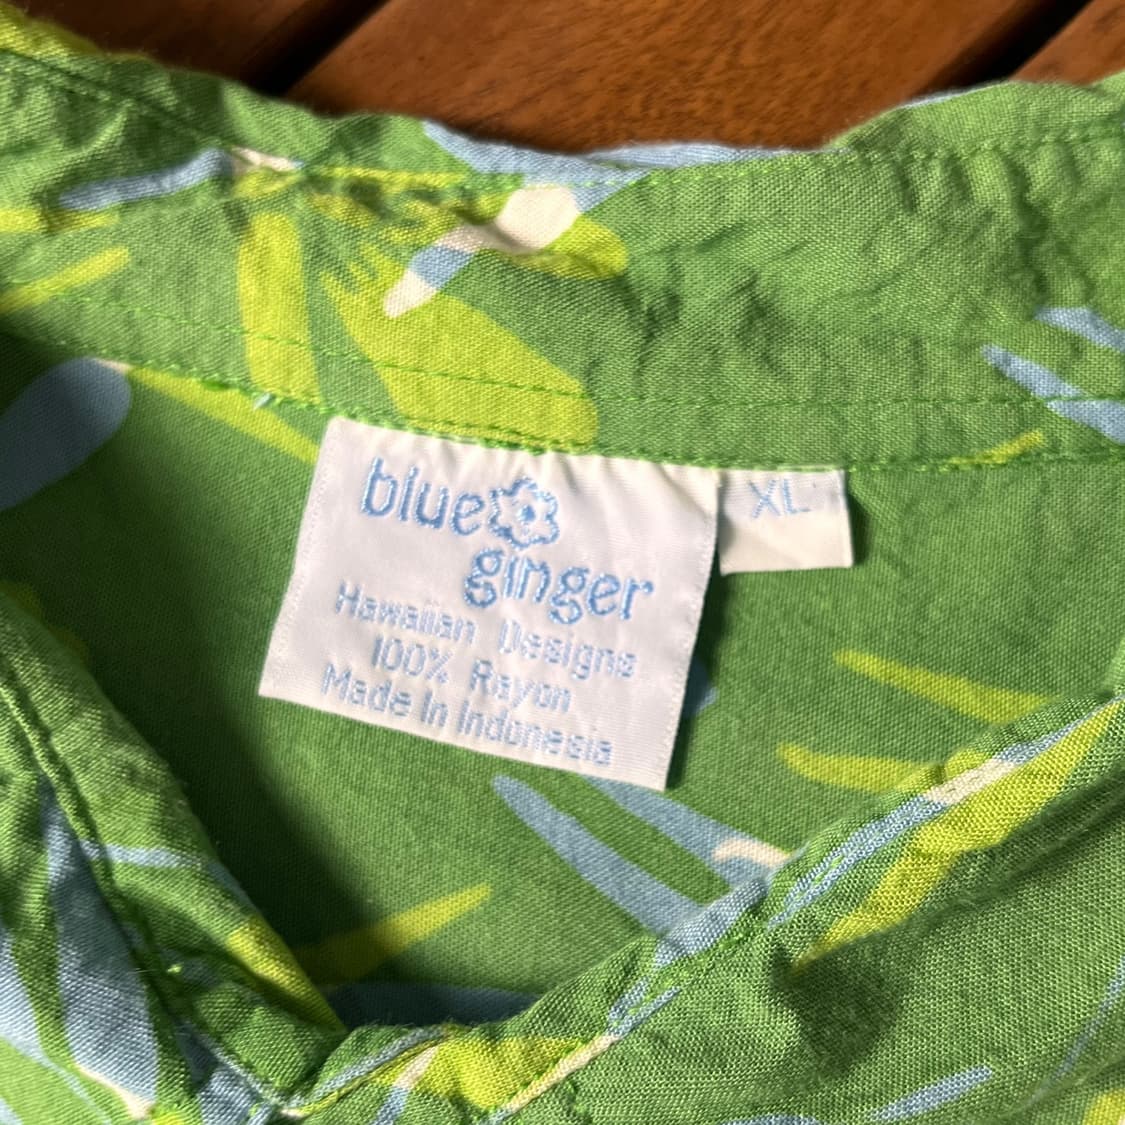 blue
ginger
Hawaiian Designs
100% Rayon
Made In Indonesia
XL